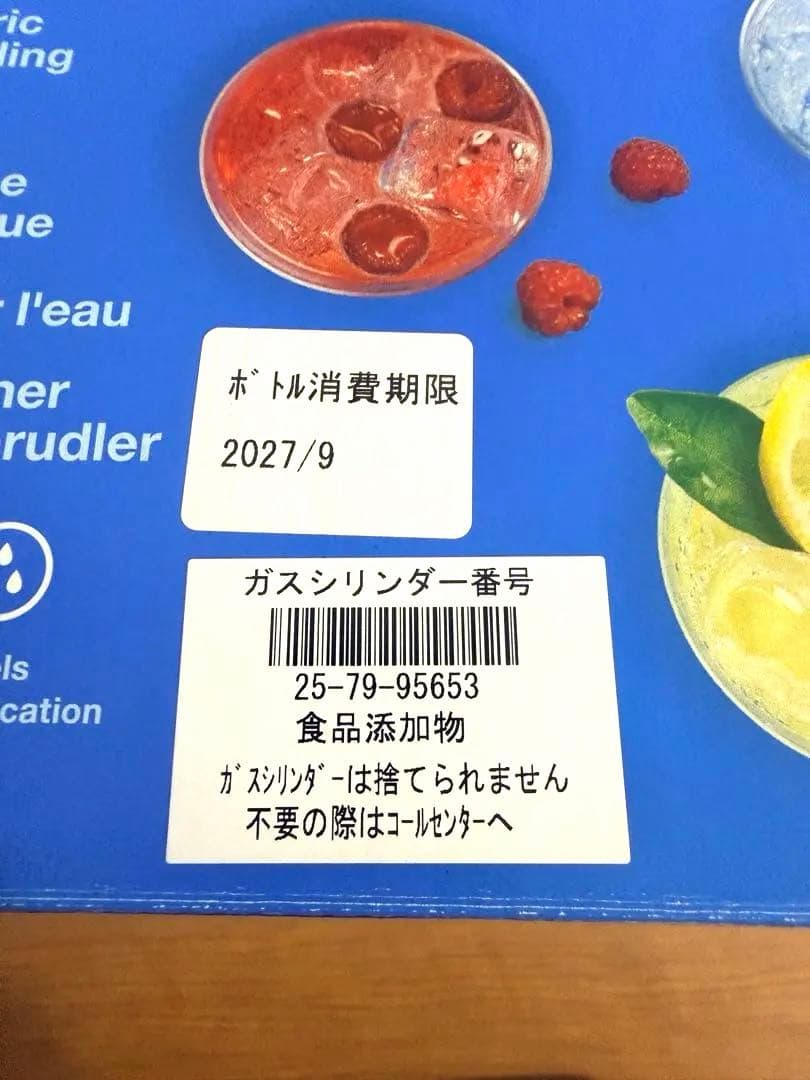 ric
ling
e
ue
r l'eau
ner
rudler
ls
cation
ﾎﾞﾄﾙ消費期限
2027/9
ガスシリンダー番号
25-79-95653
食品添加物
ｶﾞｽｼﾘﾝﾀﾞｰは捨てられません
不要の際はｺｰﾙｾﾝﾀｰへ